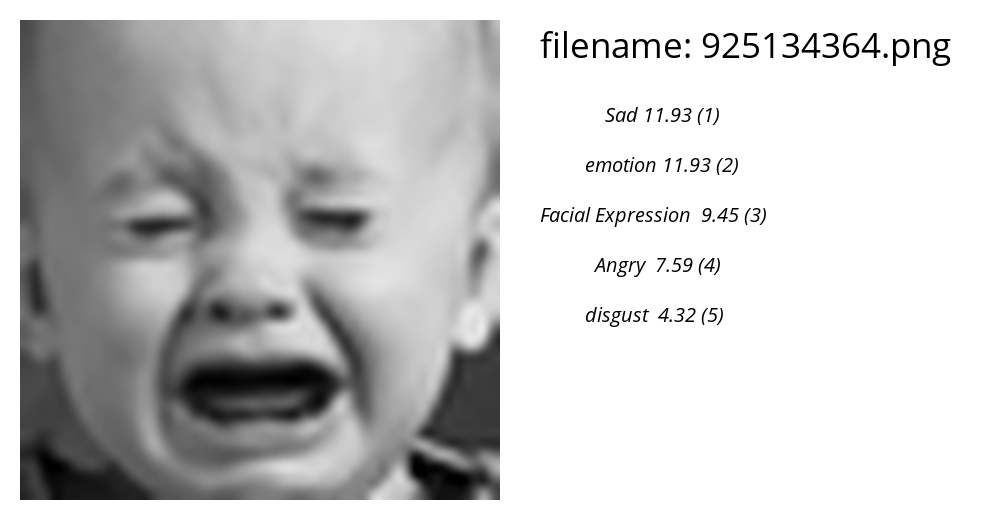 filename: 925134364.png
Sad 11.93 (1)
emotion 11.93 (2)
Facial Expression 9.45 (3)
Angry 7.59 (4)
disgust 4.32 (5)